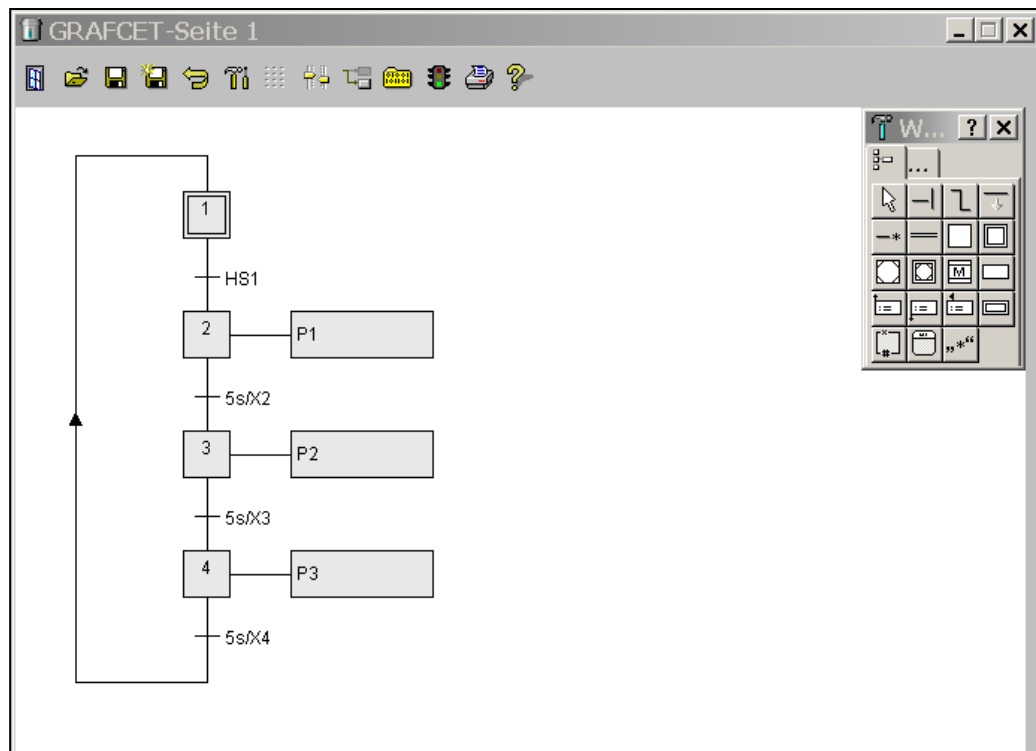 GRAFCET-Seite 1
W... ?
...
M
1
HS1
2 P1
5s/X2
3 P2
5s/X3
4 P3
5s/X4
:= := :=
#
„*“